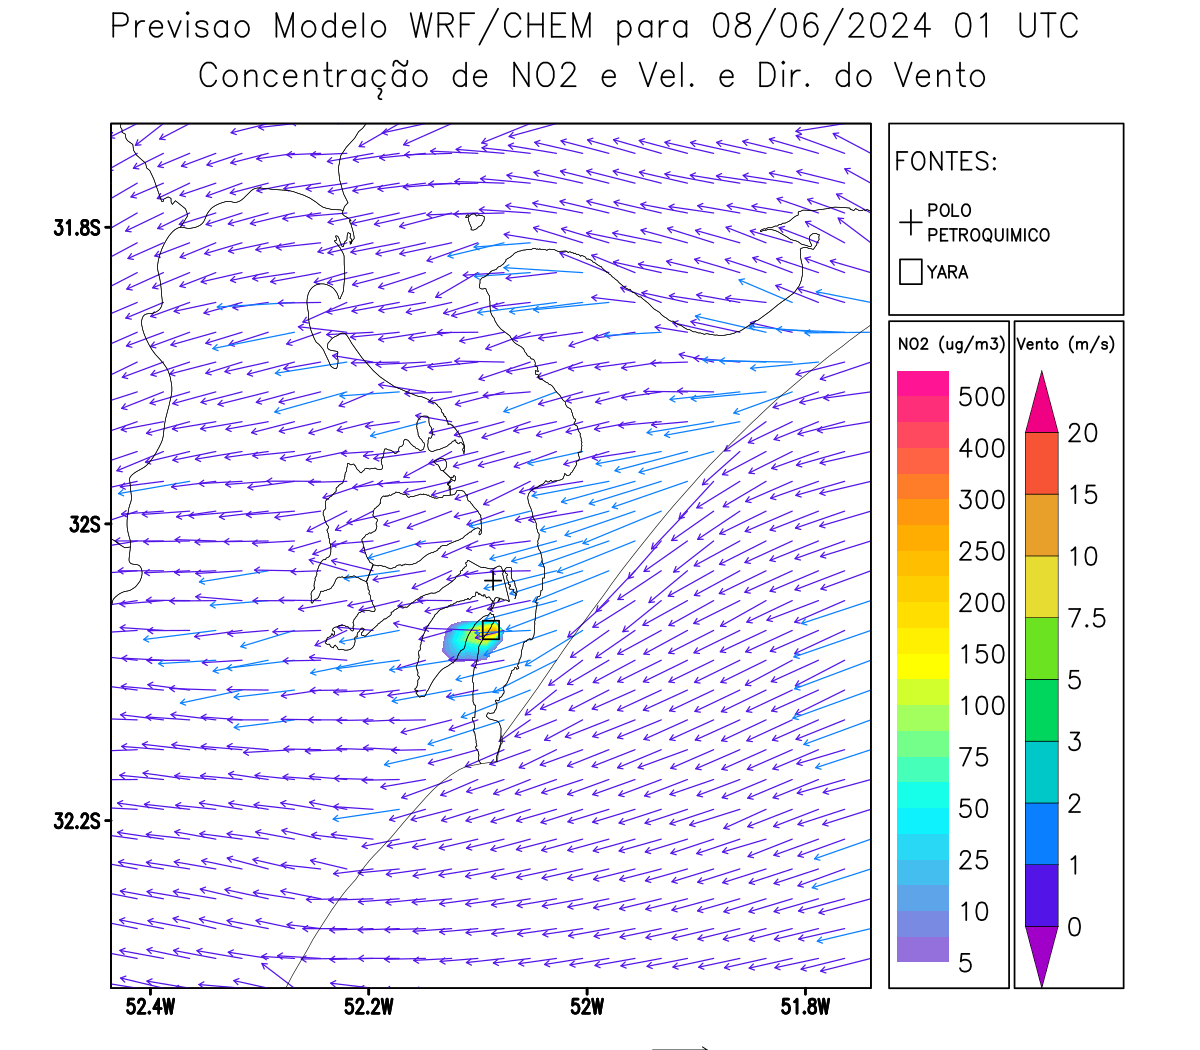 Previsao Modelo WRF/CHEM para 08/06/2024 01 UTC
Concentração de NO2 e Vel. e Dir. do Vento
FONTES:
POLO
PETROQUIMICO
YARA
NO2 (ug/m3)
500
400
300
250
200
150
100
75
50
25
10
5
Vento (m/s)
20
15
10
7.5
5
3
2
1
0
31.8S
32S
32.2S
52.4W
52.2W
52W
51.8W